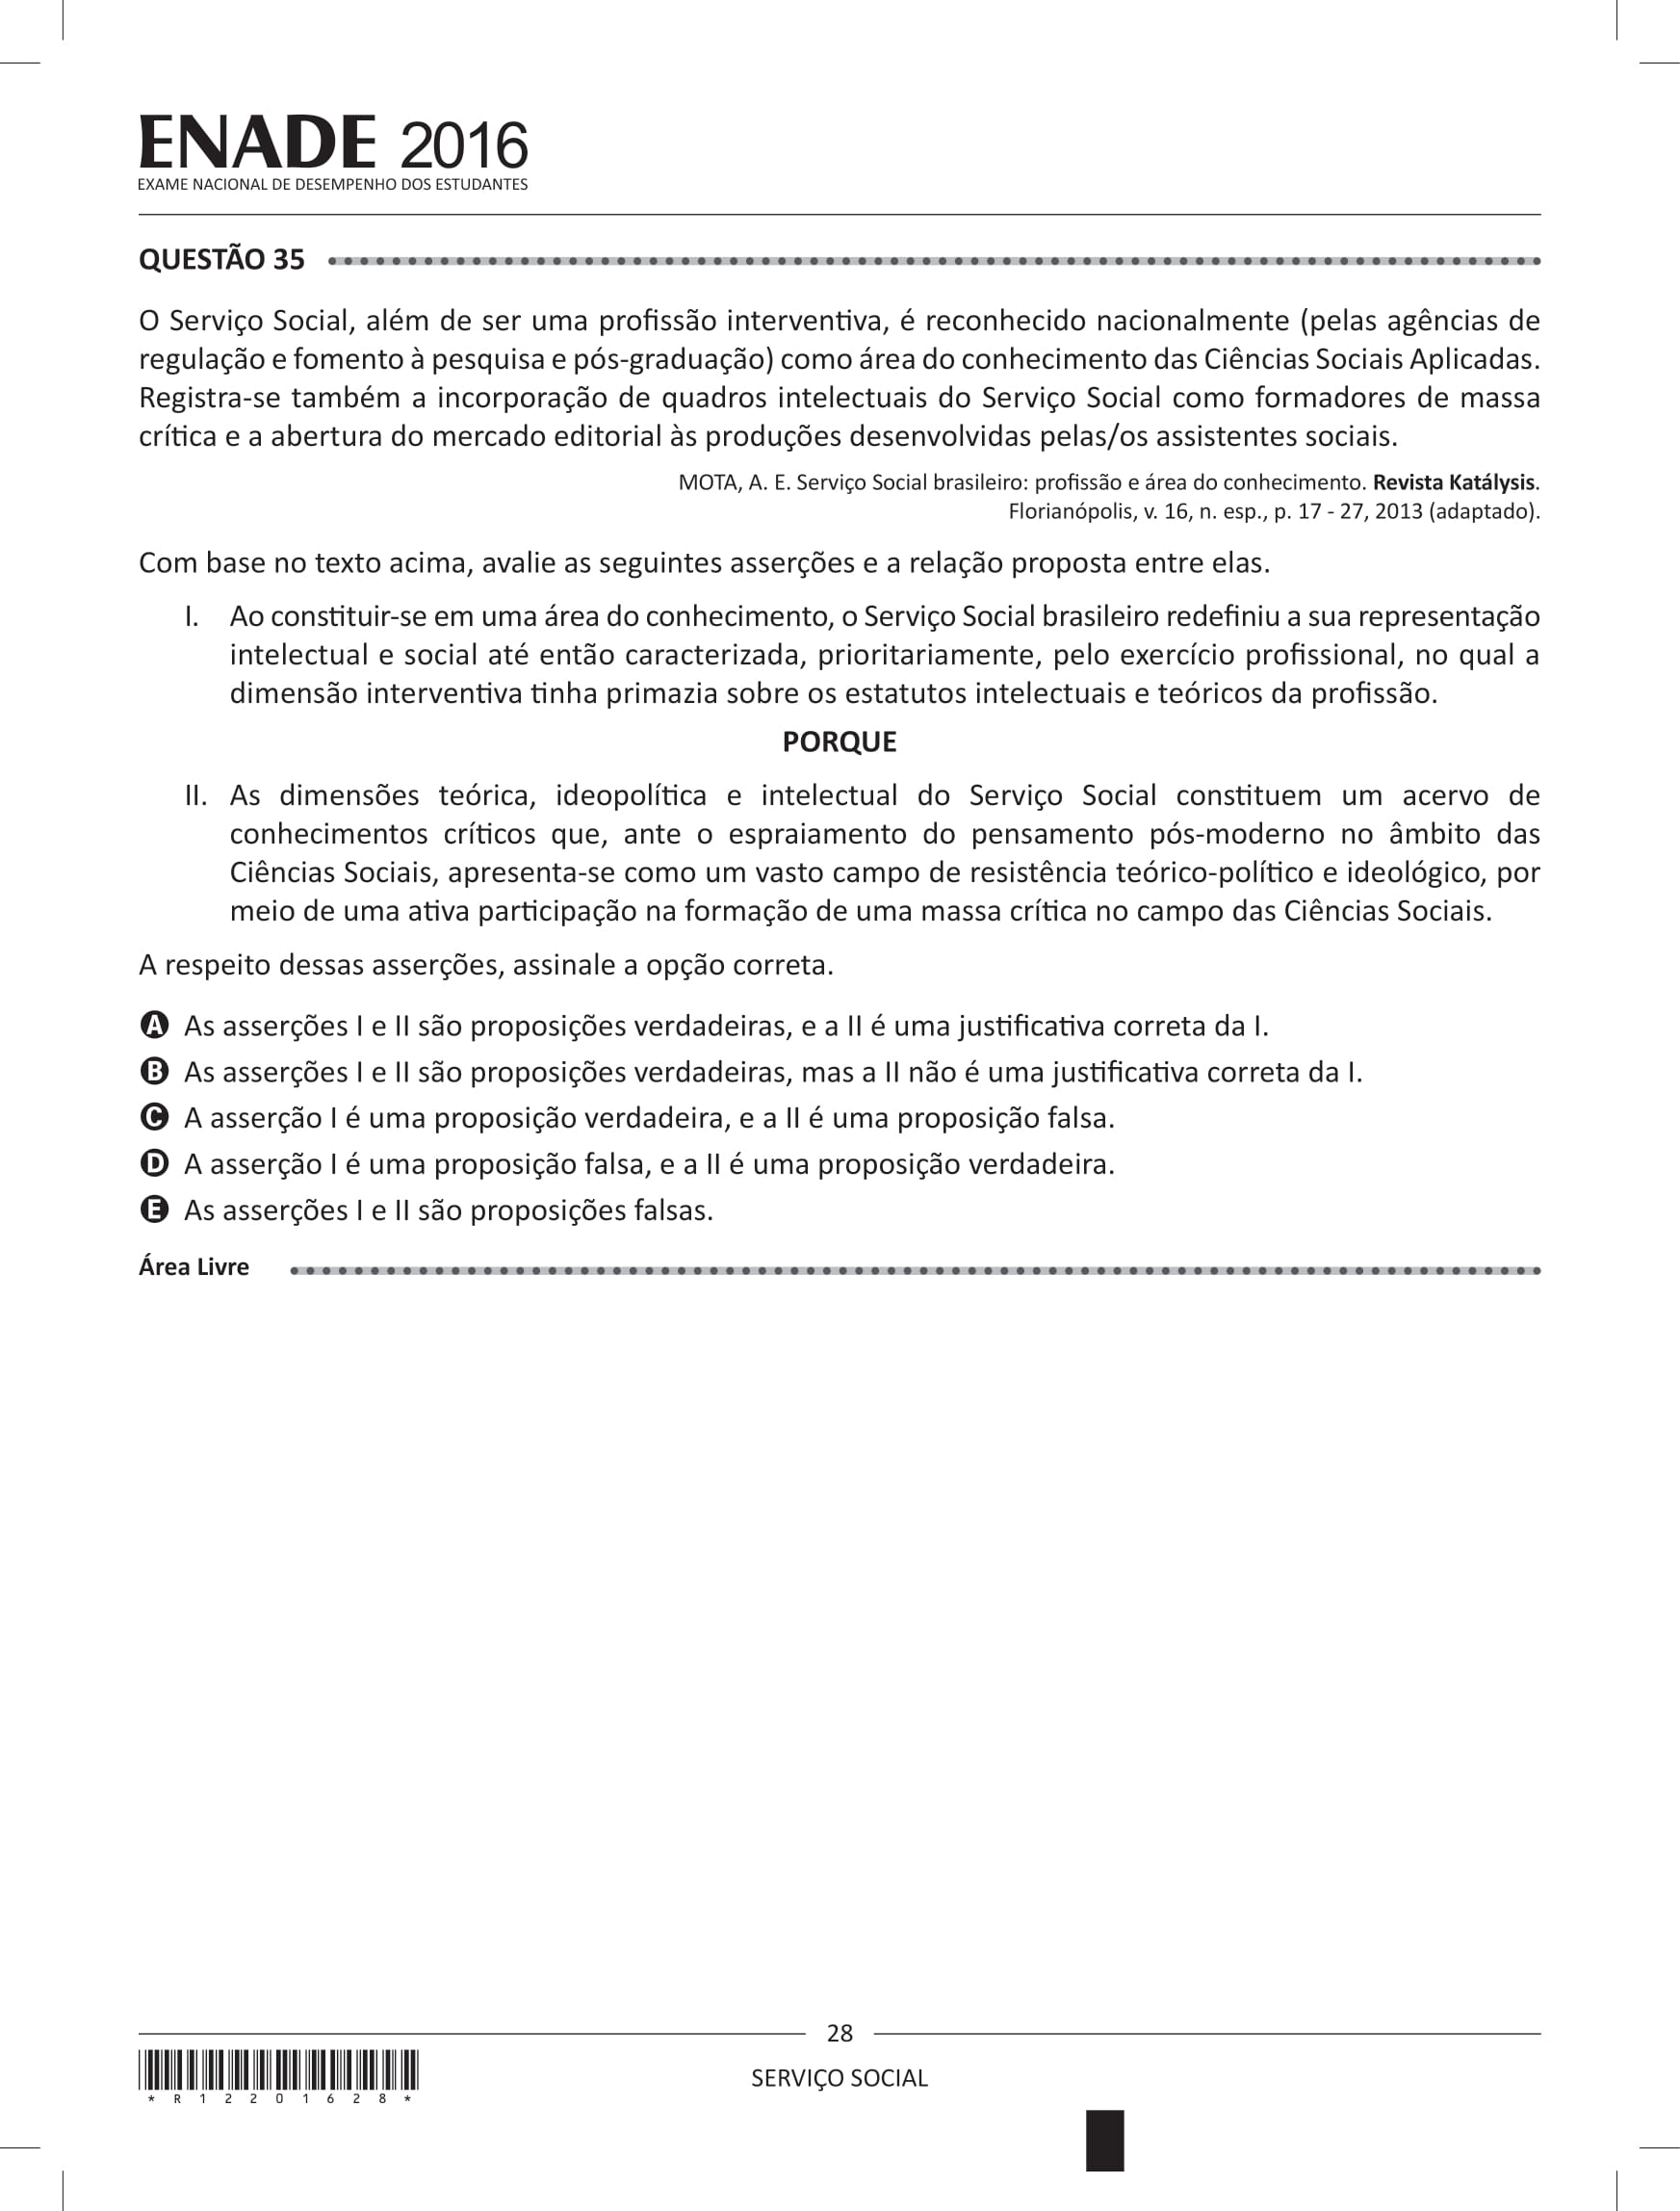 ENADE 2016
EXAME NACIONAL DE DESEMPENHO DOS ESTUDANTES
QUESTÃO 35
O Serviço Social, além de ser uma profissão interventiva, é reconhecido nacionalmente (pelas agências de
regulação e fomento à pesquisa e pós-graduação) como área do conhecimento das Ciências Sociais Aplicadas.
Registra-se também a incorporação de quadros intelectuais do Serviço Social como formadores de massa
crítica e a abertura do mercado editorial às produções desenvolvidas pelas/os assistentes sociais.
MOTA, A. E. Serviço Social brasileiro: profissão e área do conhecimento. Revista Katálysis.
Florianópolis, v. 16, n. esp., p. 17 - 27, 2013 (adaptado).
Com base no texto acima, avalie as seguintes asserções e a relação proposta entre elas.
I. Ao constituir-se em uma área do conhecimento, o Serviço Social brasileiro redefiniu a sua representação
intelectual e social até então caracterizada, prioritariamente, pelo exercício profissional, no qual a
dimensão interventiva tinha primazia sobre os estatutos intelectuais e teóricos da profissão.
PORQUE
II. As dimensões teórica, ideopolítica e intelectual do Serviço Social constituem um acervo de
conhecimentos críticos que, ante o espraiamento do pensamento pós-moderno no âmbito das
Ciências Sociais, apresenta-se como um vasto campo de resistência teórico-político e ideológico, por
meio de uma ativa participação na formação de uma massa crítica no campo das Ciências Sociais.
A respeito dessas asserções, assinale a opção correta.
A As asserções I e II são proposições verdadeiras, e a II é uma justificativa correta da I.
B As asserções I e II são proposições verdadeiras, mas a II não é uma justificativa correta da I.
C A asserção I é uma proposição verdadeira, e a II é uma proposição falsa.
D A asserção I é uma proposição falsa, e a II é uma proposição verdadeira.
E As asserções I e II são proposições falsas.
Área Livre
28
SERVIÇO SOCIAL
* R 1 2 2 0 1 6 2 8 *